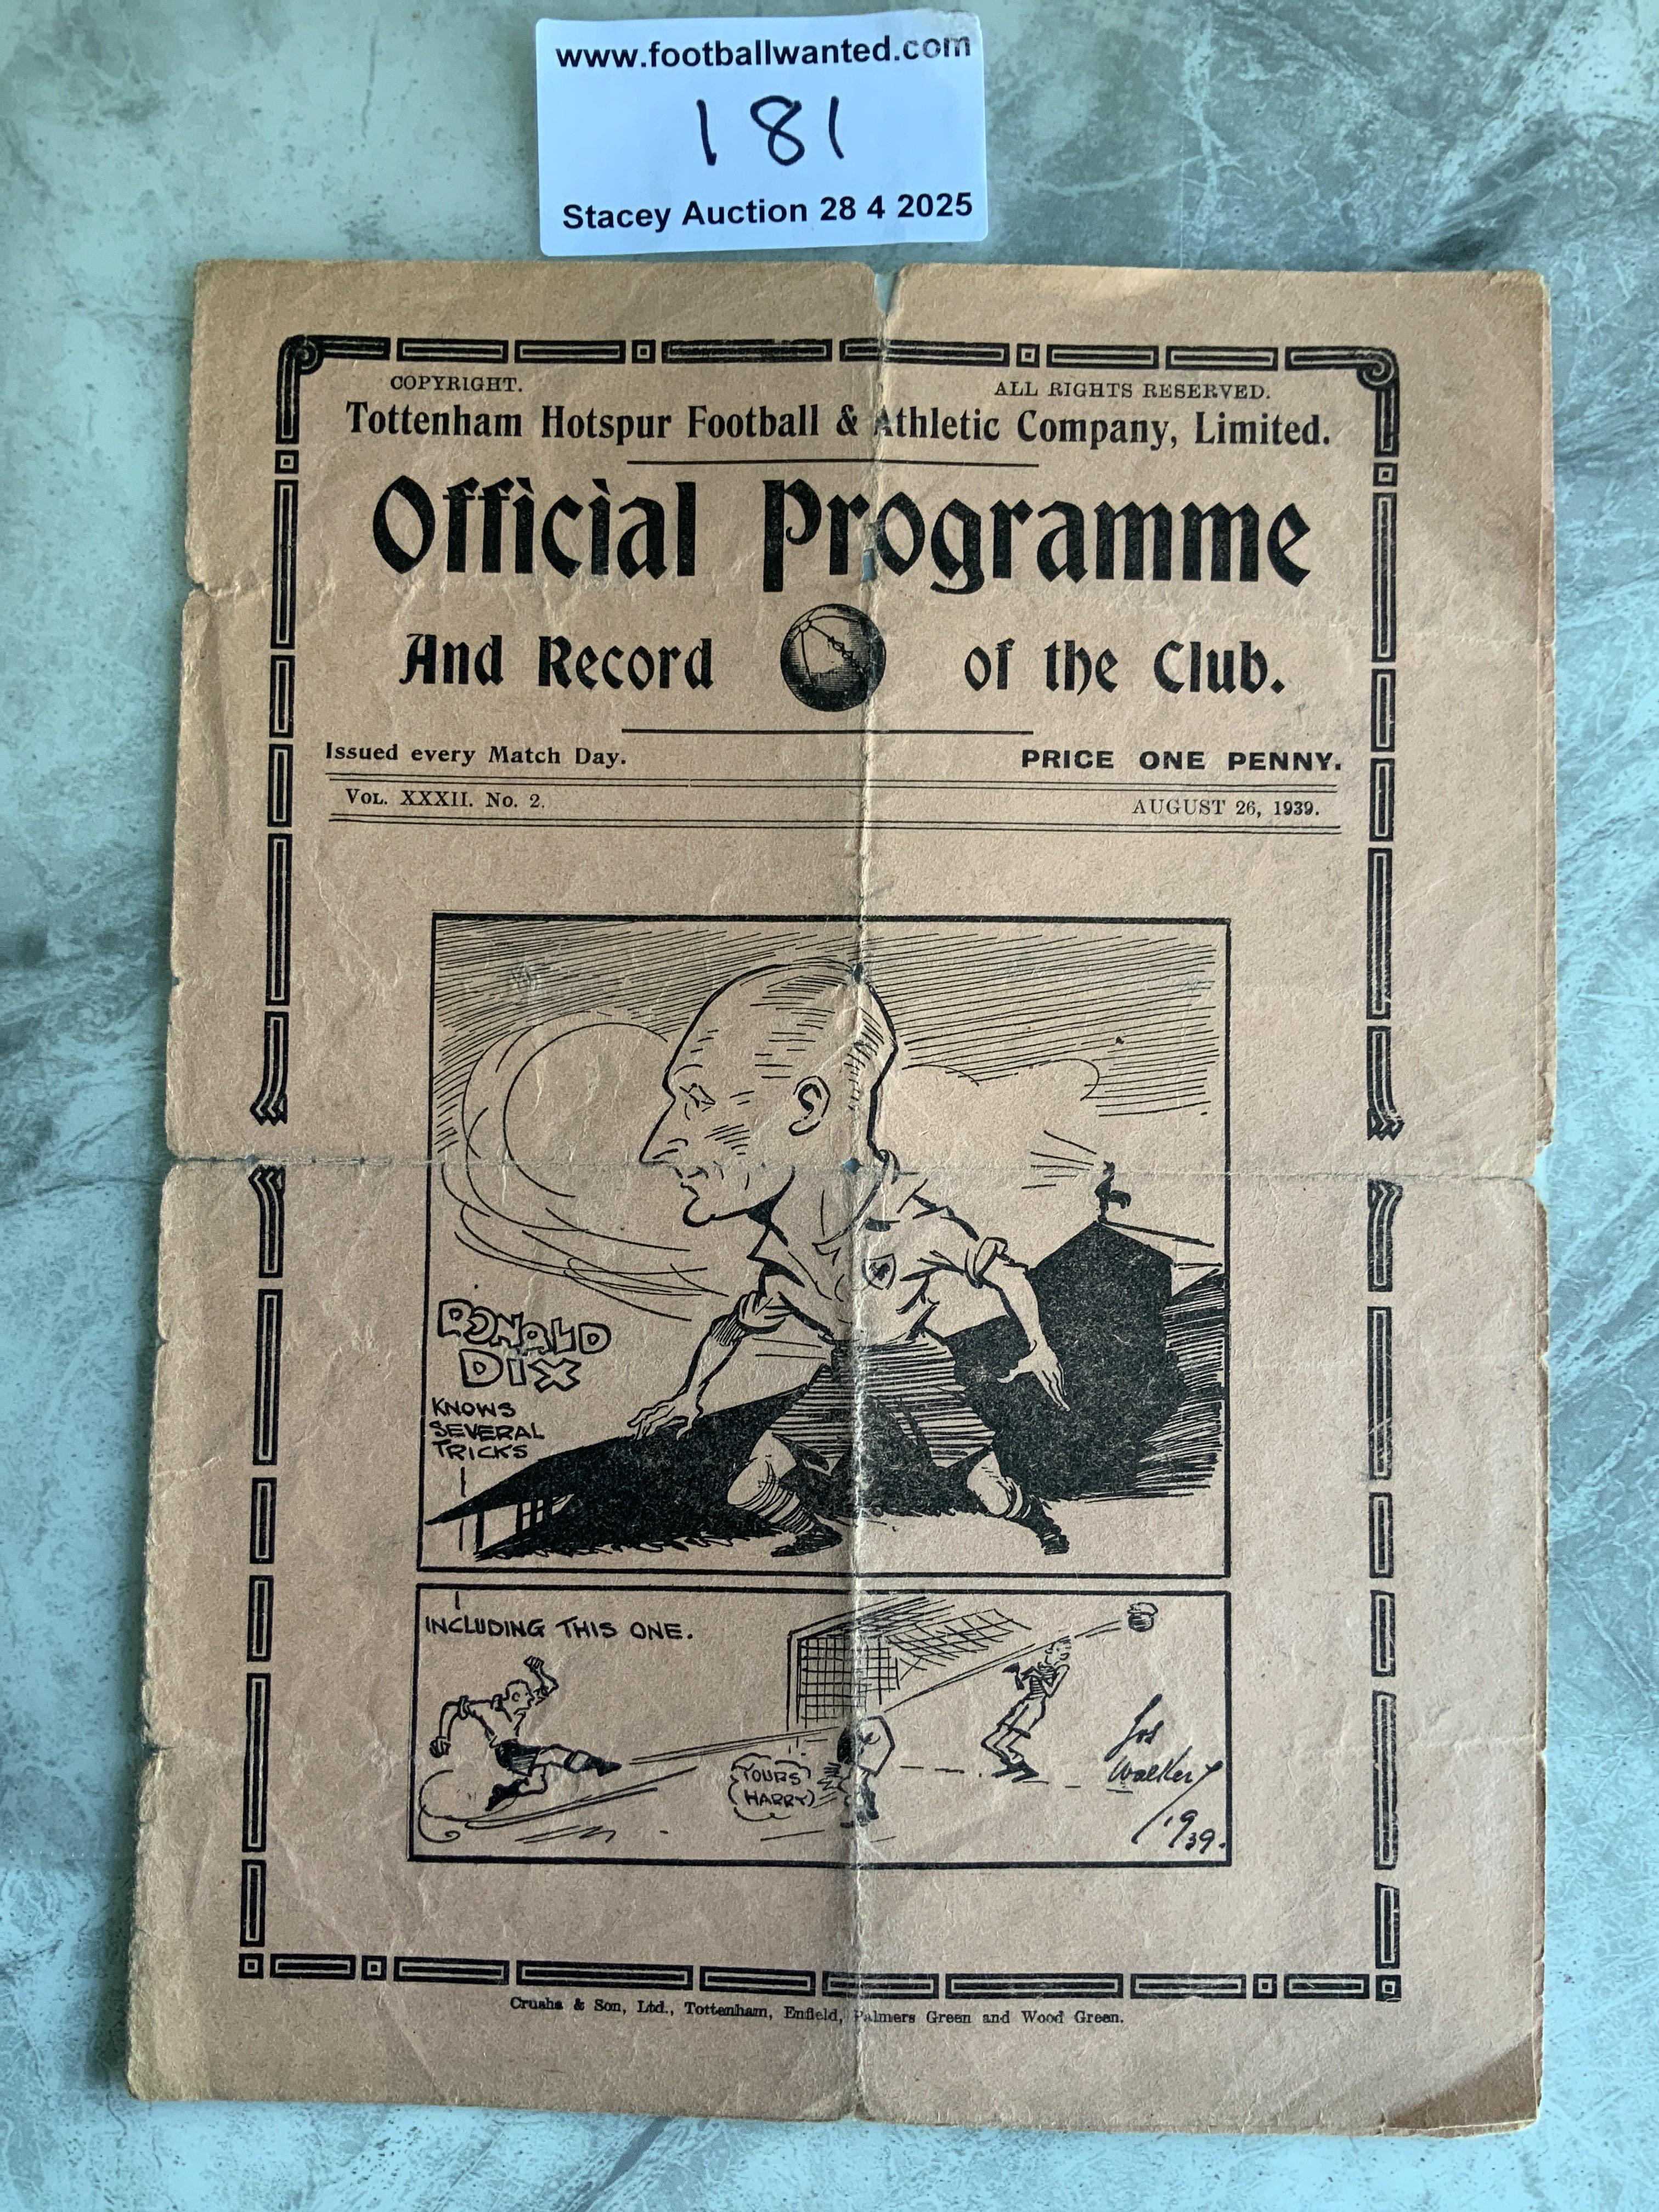 www.footballwanted.com
181
Stacey Auction 28 4 2025
COPYRIGHT. ALL RIGHTS RESERVED.
Tottenham Hotspur Football & Athletic Company, Limited.
Official Programme
And Record of the Club.
Issued every Match Day. PRICE ONE PENNY.
VOL. XXXII. No. 2. AUGUST 26, 1939.
RONALD
DIX
KNOWS
SEVERAL
TRICKS
INCLUDING THIS ONE.
YOURS
HARRY
Jos
Walker
1939.
Crusha & Son, Ltd., Tottenham, Enfield, Palmers Green and Wood Green.